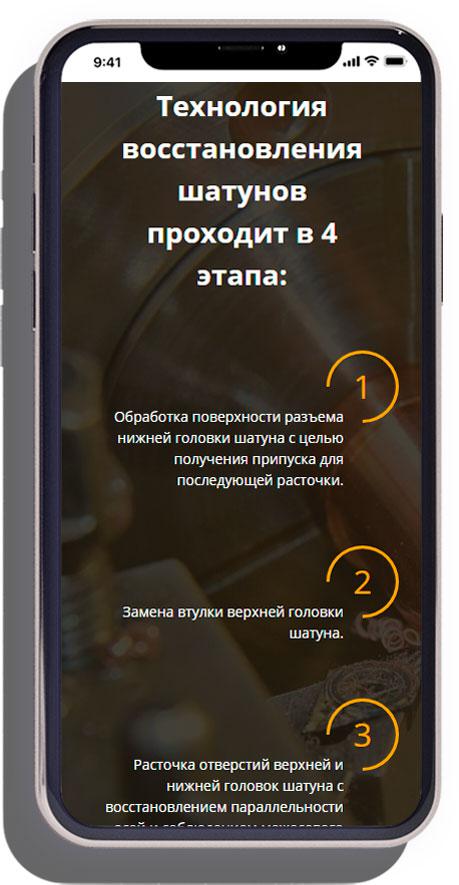 9:41
Технология
восстановления
шатунов
проходит в 4
этапа:
1
Обработка поверхности разъема
нижней головки шатуна с целью
получения припуска для
последующей расточки.
2
Замена втулки верхней головки
шатуна.
3
Расточка отверстий верхней и
нижней головок шатуна с
восстановлением параллельности